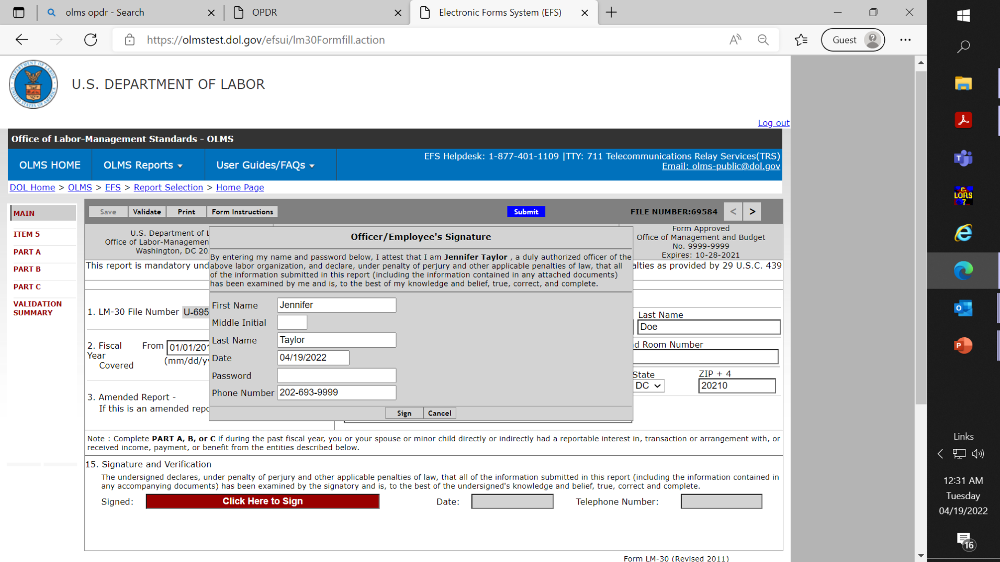 olms opdr - Search
OPDR
Electronic Forms System (EFS)
https://olmstest.dol.gov/efsui/lm30Formfill.action
Guest
U.S. DEPARTMENT OF LABOR
Log out
Office of Labor-Management Standards - OLMS
OLMS HOME
OLMS Reports
User Guides/FAQs
EFS Helpdesk: 1-877-401-1109 |TTY: 711 Telecommunications Relay Services(TRS)
Email: olms-public@dol.gov
DOL Home > OLMS > EFS > Report Selection > Home Page
MAIN
ITEM 5
PART A
PART B
PART C
VALIDATION
SUMMARY
Save Validate Print Form Instructions
Submit
FILE NUMBER:69584 < >
U.S. Department of L
Office of Labor-Managemen
Washington, DC 20
Form Approved
Office of Management and Budget
No. 9999-9999
Expires: 10-28-2021
This report is mandatory und
alties as provided by 29 U.S.C. 439
Officer/Employee's Signature
By entering my name and password below, I attest that I am Jennifer Taylor , a duly authorized officer of the
above labor organization, and declare, under penalty of perjury and other applicable penalties of law, that all
of the information submitted in this report (including the information contained in any attached documents)
has been examined by me and is, to the best of my knowledge and belief, true, correct, and complete.
First Name Jennifer
Middle Initial
Last Name Taylor
Date 04/19/2022
Password
Phone Number 202-693-9999
Sign Cancel
1. LM-30 File Number U-695
2. Fiscal From 01/01/201
Year
Covered (mm/dd/yy
3. Amended Report -
If this is an amended repo
Last Name
Doe
d Room Number
State
DC
ZIP + 4
20210
Note : Complete PART A, B, or C if during the past fiscal year, you or your spouse or minor child directly or indirectly had a reportable interest in, transaction or arrangement with, or
received income, payment, or benefit from the entities described below.
15. Signature and Verification
The undersigned declares, under penalty of perjury and other applicable penalties of law, that all of the information submitted in this report (including the information contained in
any accompanying documents) has been examined by the signatory and is, to the best of the undersigned's knowledge and belief, true, correct and complete.
Signed: Click Here to Sign Date: Telephone Number:
Form LM-30 (Revised 2011)
LORS
7
Links
12:31 AM
Tuesday
04/19/2022
16